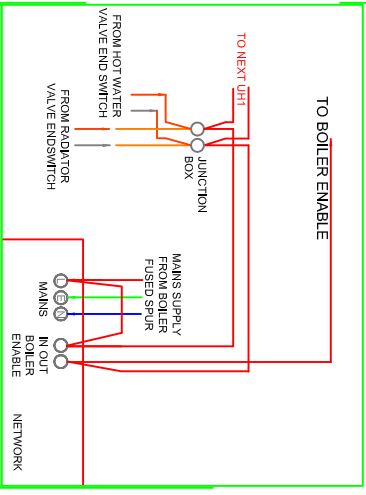 TO BOILER ENABLE
TO NEXT UH1
FROM HOT WATER
VALVE END SWITCH
FROM RADIATOR
VALVE ENDSWITCH
JUNCTION
BOX
MAINS SUPPLY
FROM BOILER
FUSED SPUR
L E N
MAINS
IN OUT
BOILER
ENABLE
NETWORK